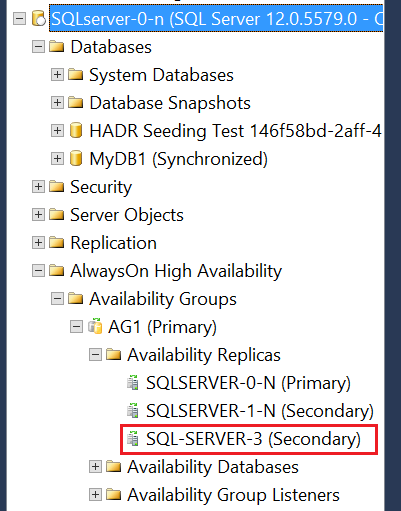 SQLserver-0-n (SQL Server 12.0.5579.0 -
Databases
System Databases
Database Snapshots
HADR Seeding Test 146f58bd-2aff-4
MyDB1 (Synchronized)
Security
Server Objects
Replication
AlwaysOn High Availability
Availability Groups
AG1 (Primary)
Availability Replicas
SQLSERVER-0-N (Primary)
SQLSERVER-1-N (Secondary)
SQL-SERVER-3 (Secondary)
Availability Databases
Availability Group Listeners